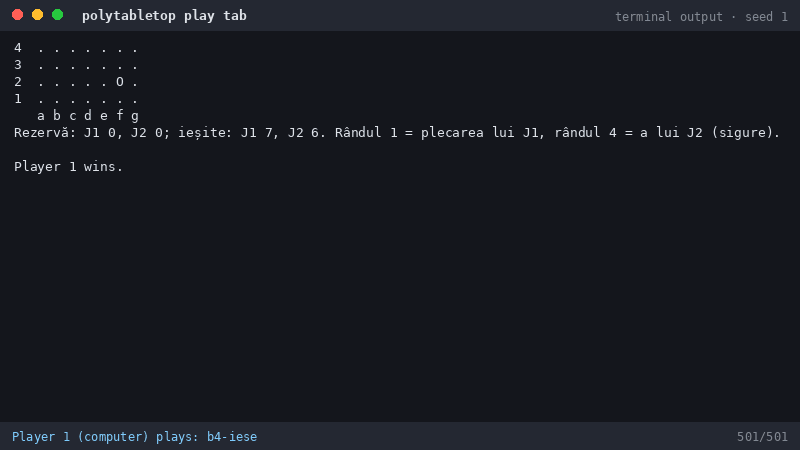 polytabletop play tab
terminal output · seed 1
4 . . . . . . .
3 . . . . . . .
2 . . . . . O .
1 . . . . . . .
a b c d e f g
Rezervă: J1 0, J2 0; ieșite: J1 7, J2 6. Rândul 1 = plecarea lui J1, rândul 4 = a lui J2 (sigure).
Player 1 wins.
Player 1 (computer) plays: b4-iese
501/501